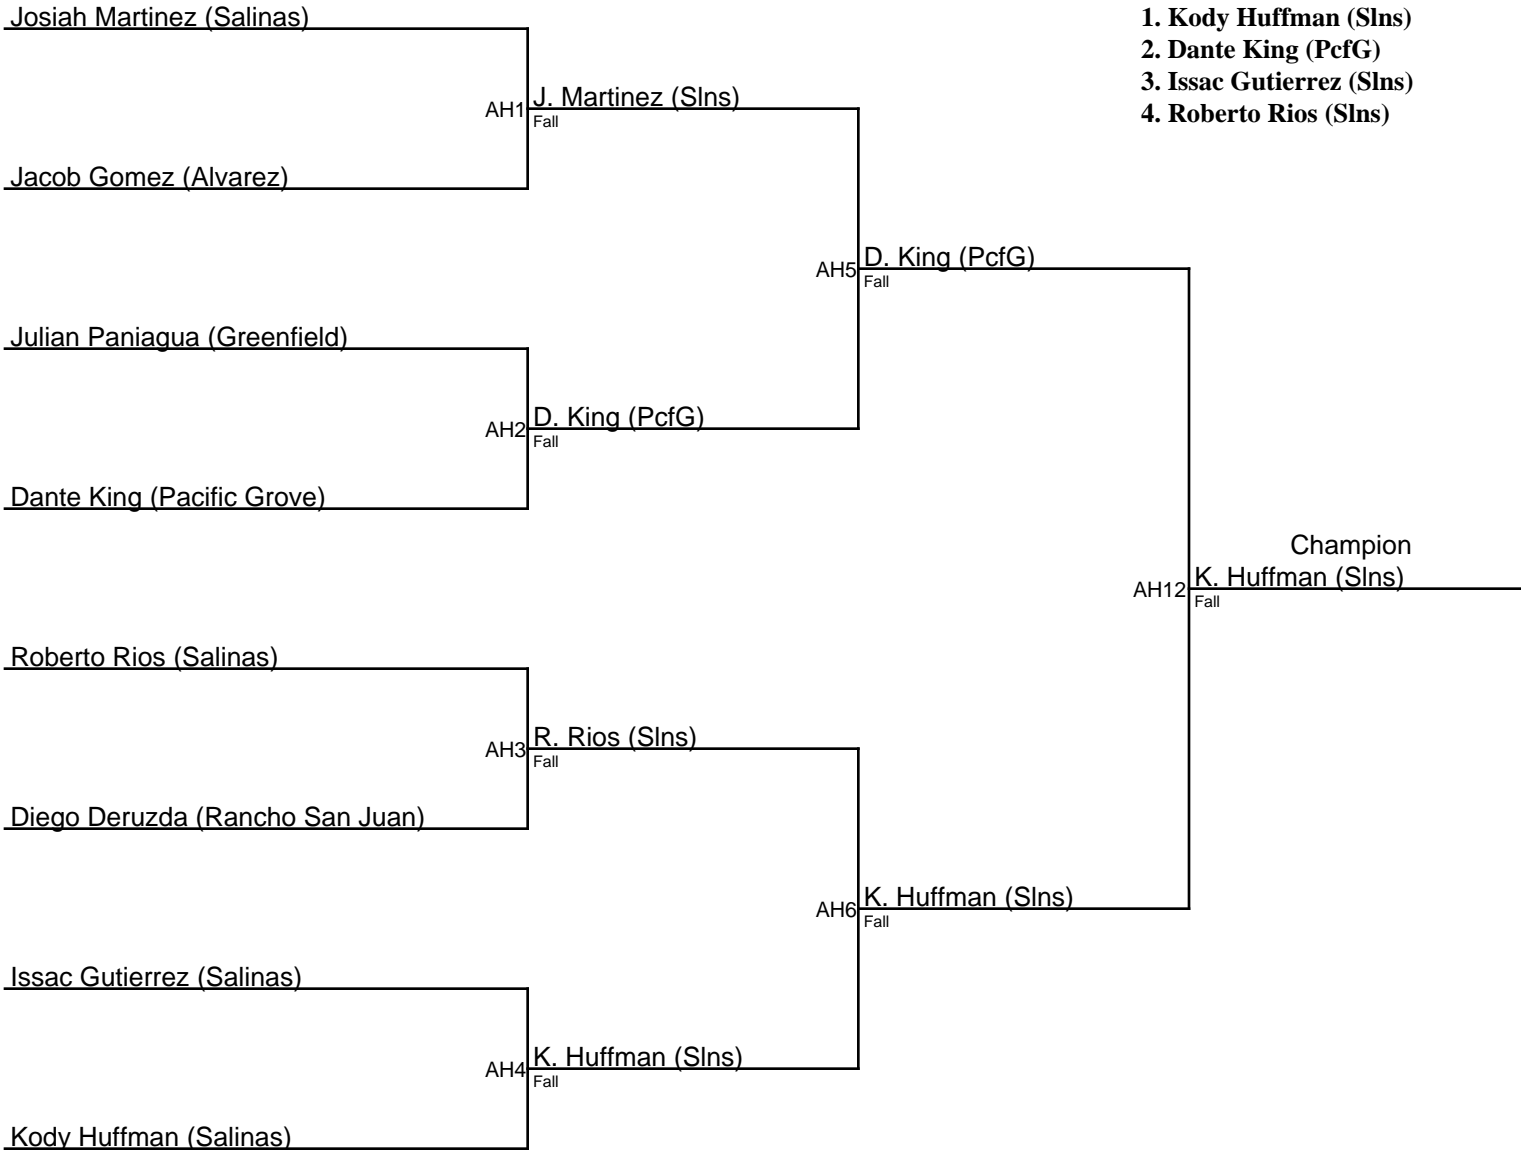 Josiah Martinez (Salinas)
1. Kody Huffman (Slns)
2. Dante King (PcfG)
3. Issac Gutierrez (Slns)
4. Roberto Rios (Slns)
AH1
J. Martinez (Slns)
Fall
Jacob Gomez (Alvarez)
AH5
D. King (PcfG)
Fall
Julian Paniagua (Greenfield)
AH2
D. King (PcfG)
Fall
Dante King (Pacific Grove)
Champion
AH12
K. Huffman (Slns)
Fall
Roberto Rios (Salinas)
AH3
R. Rios (Slns)
Fall
Diego Deruzda (Rancho San Juan)
AH6
K. Huffman (Slns)
Fall
Issac Gutierrez (Salinas)
AH4
K. Huffman (Slns)
Fall
Kody Huffman (Salinas)